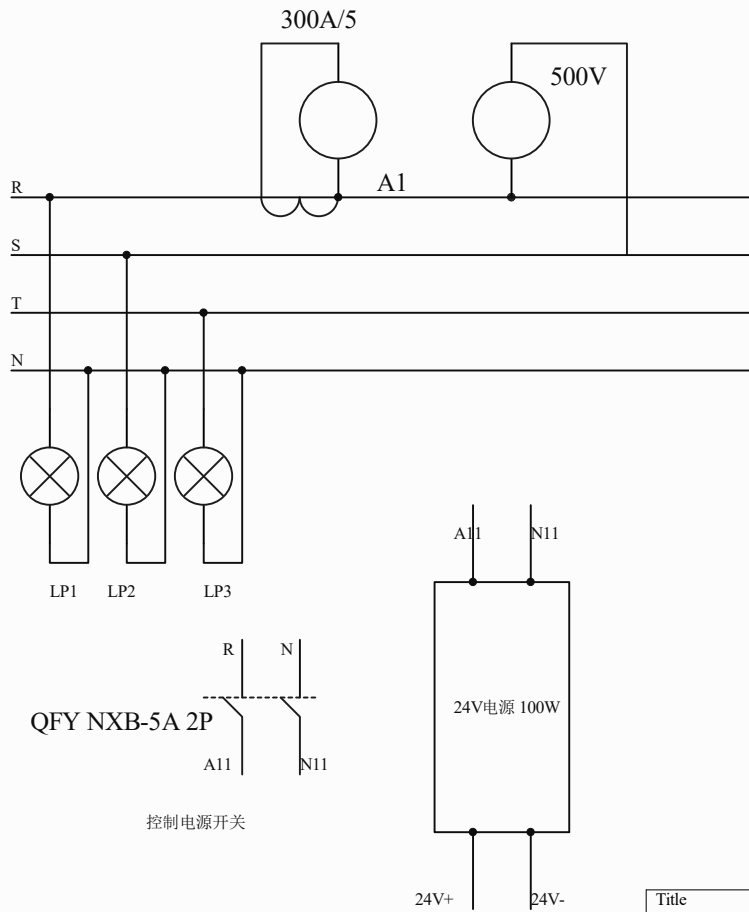 300A/5
500V
A1
R
S
T
N
LP1
LP2
LP3
A11
N11
R
N
QFY NXB-5A 2P
24V电源 100W
A11
N11
控制电源开关
24V+
24V-
Title